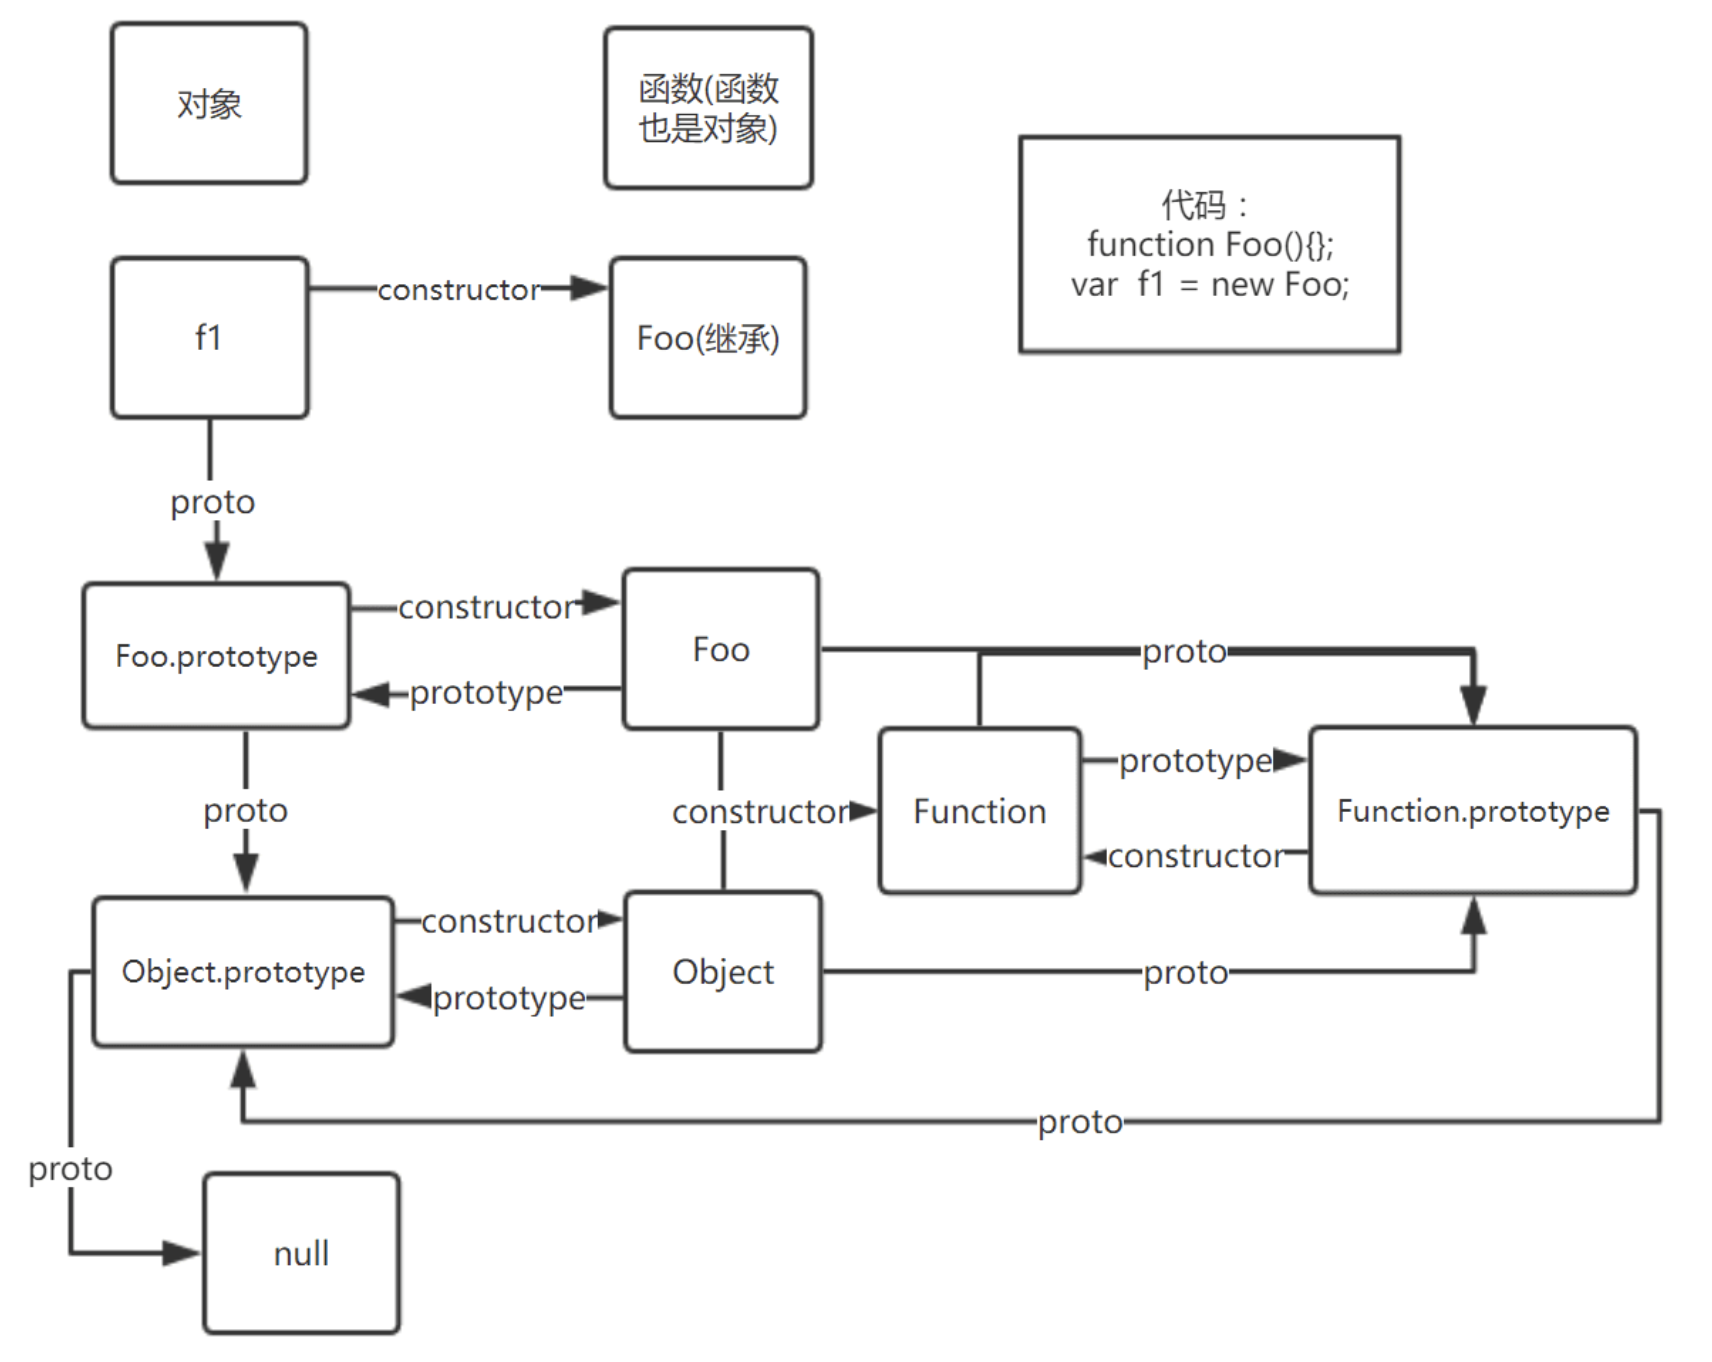 对象
函数(函数
也是对象)
代码：
function Foo(){};
var f1 = new Foo;
f1
constructor
Foo(继承)
proto
Foo.prototype
constructor
prototype
Foo
proto
proto
constructor
Function
prototype
constructor
Function.prototype
Object.prototype
constructor
prototype
Object
proto
proto
proto
null